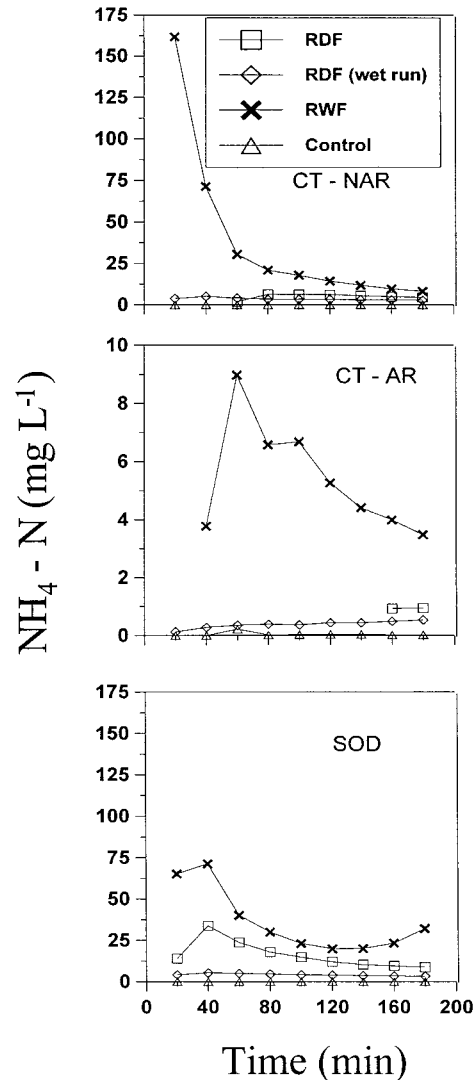 175
150
125
100
75
50
25
0
RDF
RDF (wet run)
RWF
Control
CT - NAR
10
8
6
4
2
0
CT - AR
NH₄ - N (mg L⁻¹)
175
150
125
100
75
50
25
0
SOD
0 40 80 120 160 200
Time (min)